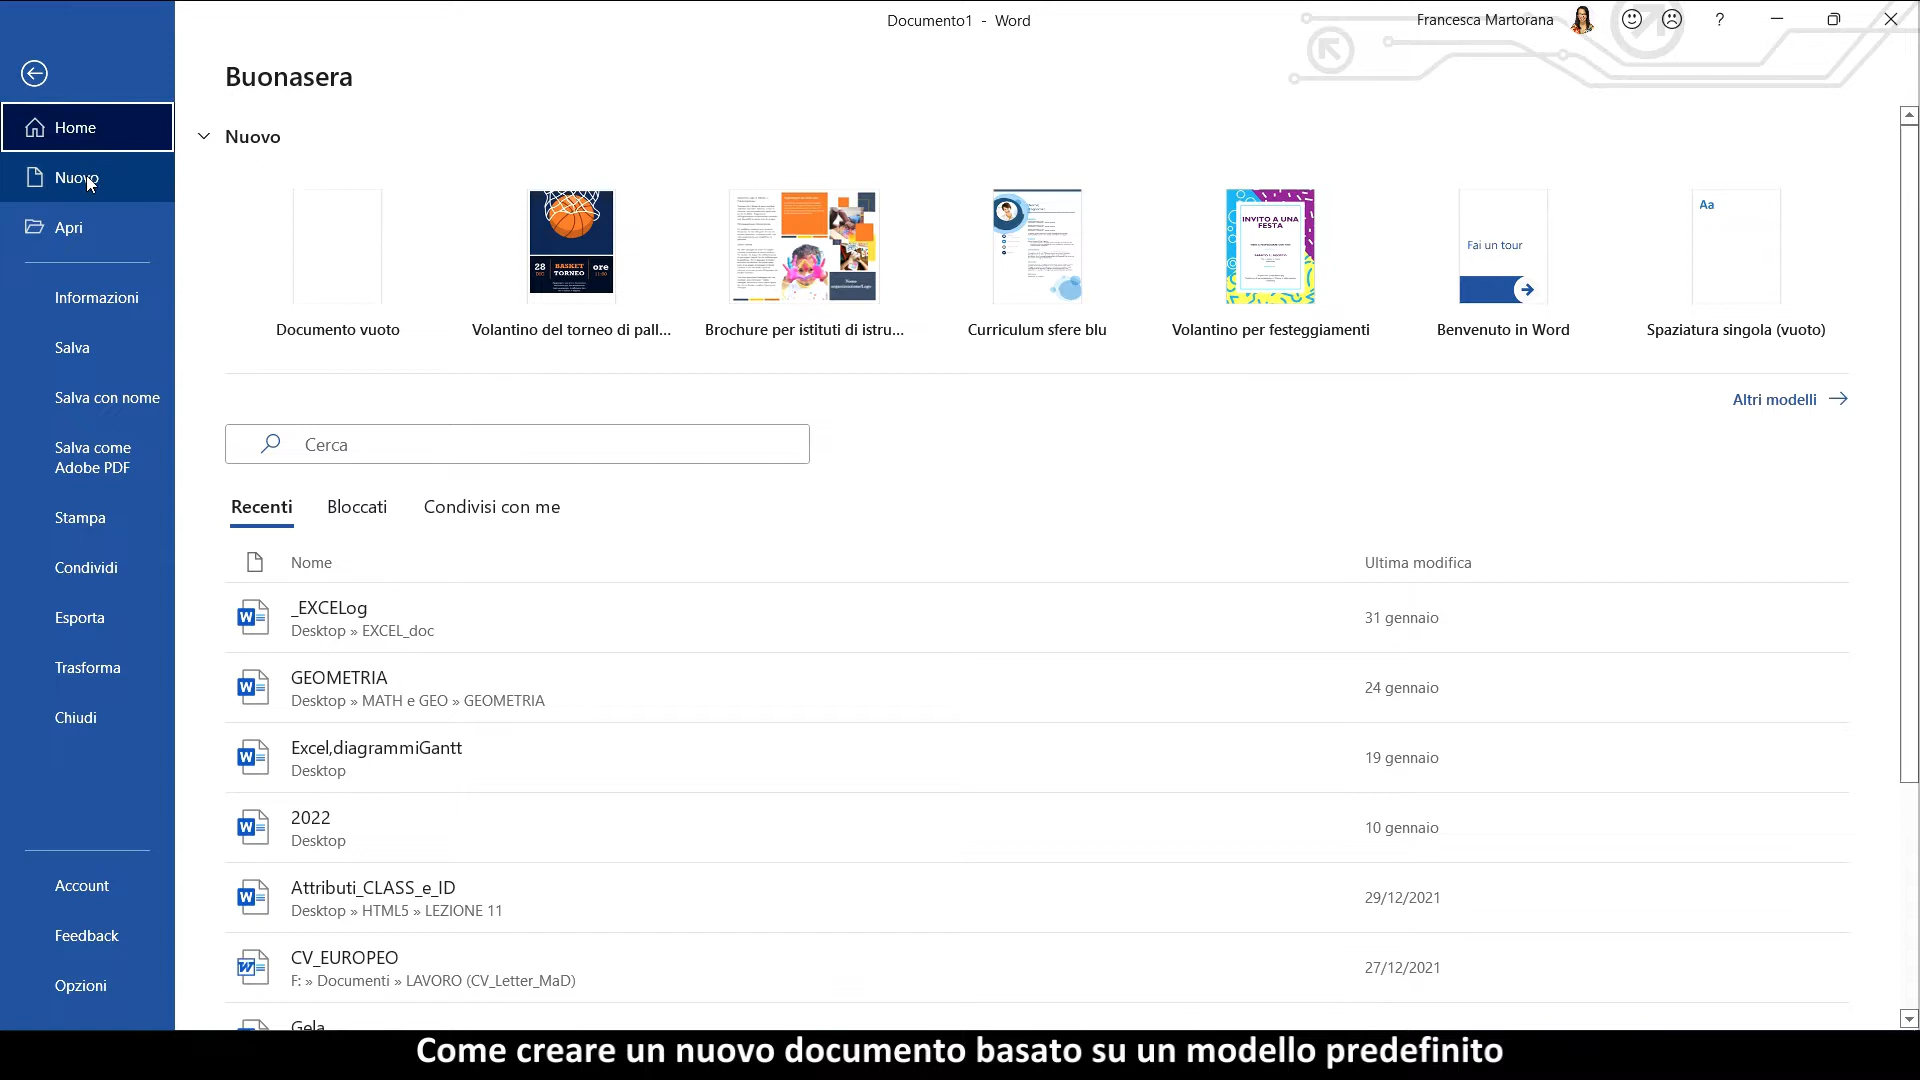 Documento1 - Word
Francesca Martorana
?
Buonasera
Home
Nuovo
Apri
Informazioni
Salva
Salva con nome
Salva come
Adobe PDF
Stampa
Condividi
Esporta
Trasforma
Chiudi
Account
Feedback
Opzioni
Nuovo
28
BASKET
TORNEO
ore
INVITO A UNA
FESTA
Fai un tour
Aa
Documento vuoto
Volantino del torneo di pall...
Brochure per istituti di istru...
Curriculum sfere blu
Volantino per festeggiamenti
Benvenuto in Word
Spaziatura singola (vuoto)
Altri modelli
Cerca
Recenti Bloccati Condivisi con me
Nome Ultima modifica
_EXCELog
Desktop » EXCEL_doc
31 gennaio
GEOMETRIA
Desktop » MATH e GEO » GEOMETRIA
24 gennaio
Excel,diagrammiGantt
Desktop
19 gennaio
2022
Desktop
10 gennaio
Attributi_CLASS_e_ID
Desktop » HTML5 » LEZIONE 11
29/12/2021
CV_EUROPEO
F: » Documenti » LAVORO (CV_Letter_MaD)
27/12/2021
Gela
Come creare un nuovo documento basato su un modello predefinito